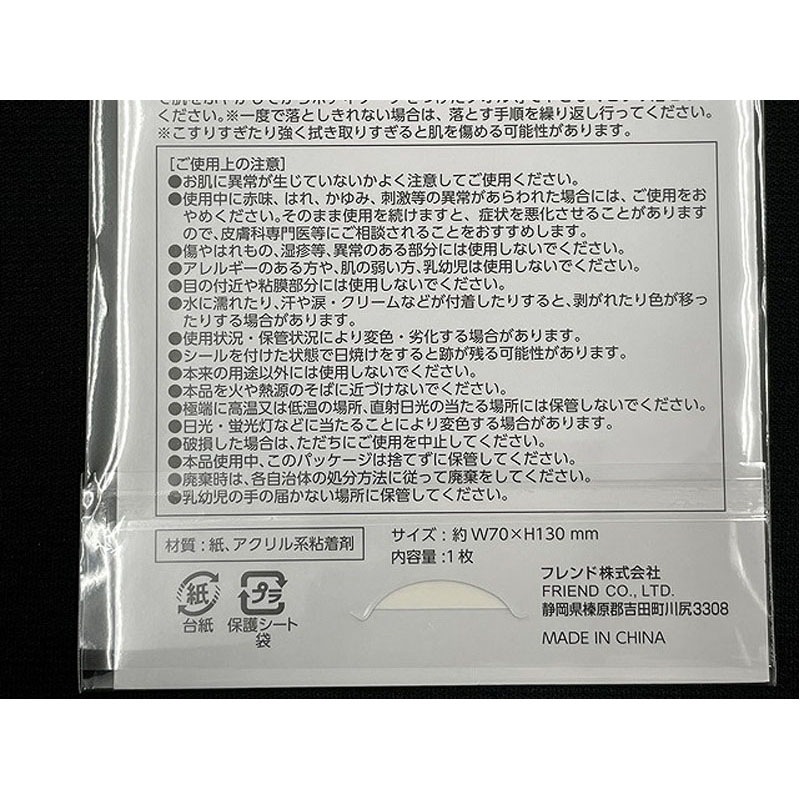 ください。※一度で落としきれない場合は、落とす手順を繰り返し行ってください。
※こすりすぎたり強く拭き取りすぎると肌を傷める可能性があります。
[ご使用上の注意]
●お肌に異常が生じていないかよく注意してご使用ください。
●使用中に赤味、はれ、かゆみ、刺激等の異常があらわれた場合には、ご使用をお
やめください。そのまま使用を続けますと、症状を悪化させることがあります
ので、皮膚科専門医等にご相談されることをおすすめします。
●傷やはれもの、湿疹等、異常のある部分には使用しないでください。
●アレルギーのある方や、肌の弱い方、乳幼児は使用しないでください。
●目の付近や粘膜部分には使用しないでください。
●水に濡れたり、汗や涙・クリームなどが付着したりすると、剥がれたり色が移っ
たりする場合があります。
●使用状況・保管状況により変色・劣化する場合があります。
●シールを付けた状態で日焼けをすると跡が残る可能性があります。
●本来の用途以外には使用しないでください。
●本品を火や熱源のそばに近づけないでください。
●極端に高温又は低温の場所、直射日光の当たる場所には保管しないでください。
●日光・蛍光灯などに当たることにより変色する場合があります。
●破損した場合は、ただちにご使用を中止してください。
●本品使用中、このパッケージは捨てずに保管してください。
●廃棄時は、各自治体の処分方法に従って廃棄をしてください。
●乳幼児の手の届かない場所に保管してください。
材質：紙、アクリル系粘着剤
サイズ：約 W70×H130 mm
内容量：1枚
紙
台紙
プラ
保護シート
袋
フレンド株式会社
FRIEND CO., LTD.
静岡県榛原郡吉田町川尻3308
MADE IN CHINA